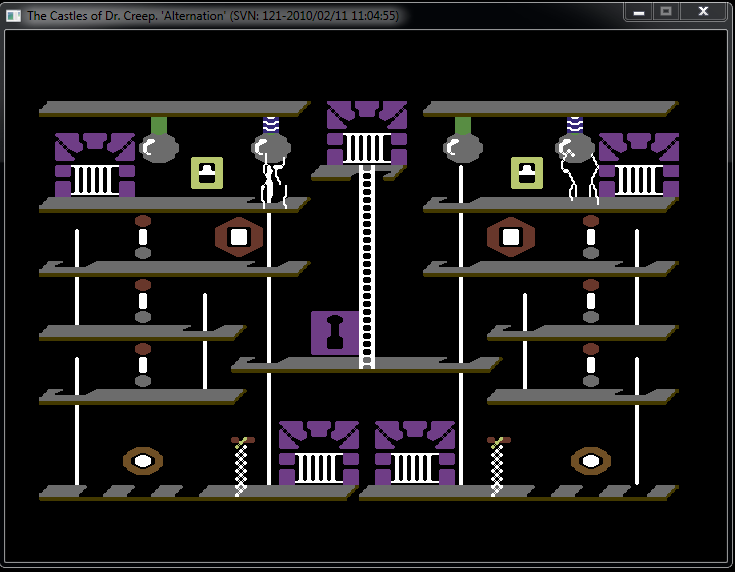 The Castles of Dr. Creep. 'Alternation' (SVN: 121-2010/02/11 11:04:55)